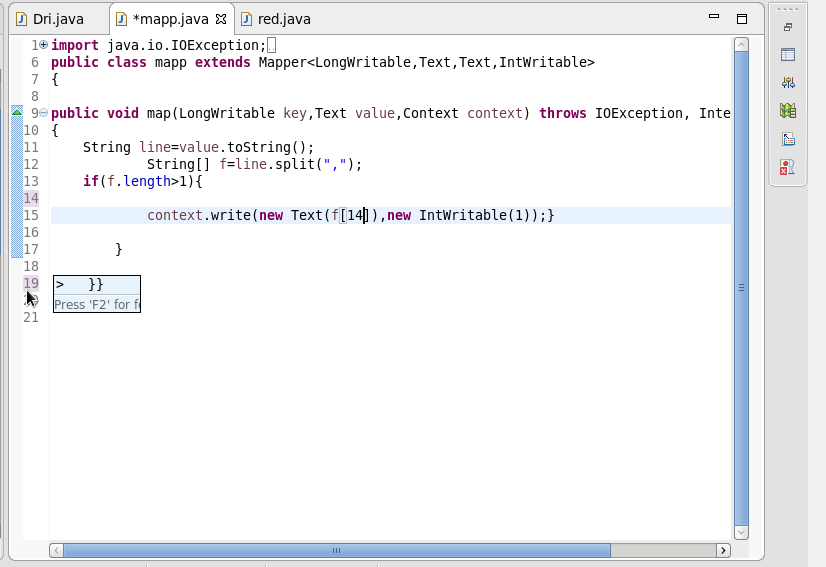 Dri.java *mapp.java red.java
1 import java.io.IOException;
6 public class mapp extends Mapper<LongWritable,Text,Text,IntWritable>
7 {
8
9 public void map(LongWritable key,Text value,Context context) throws IOException, Inte
10 {
11 String line=value.toString();
12 String[] f=line.split(",");
13 if(f.length>1){
14
15 context.write(new Text(f[14]),new IntWritable(1));}
16
17 }
18
19 > }}
Press 'F2' for f
21